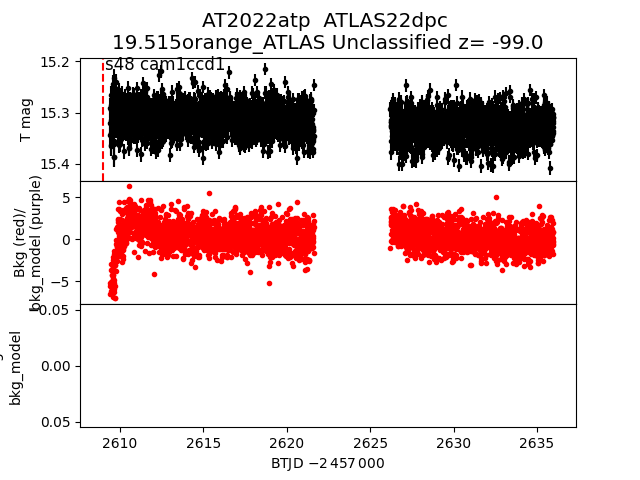 AT2022atp  ATLAS22dpc
19.515orange_ATLAS Unclassified z= -99.0
s48 cam1ccd1
15.2
15.3
15.4
T mag
5
0
−5
Bkg (red)/
bkg_model (purple)
0.05
0.00
0.05
bkg_model
2610
2615
2620
2625
2630
2635
BTJD −2 457 000